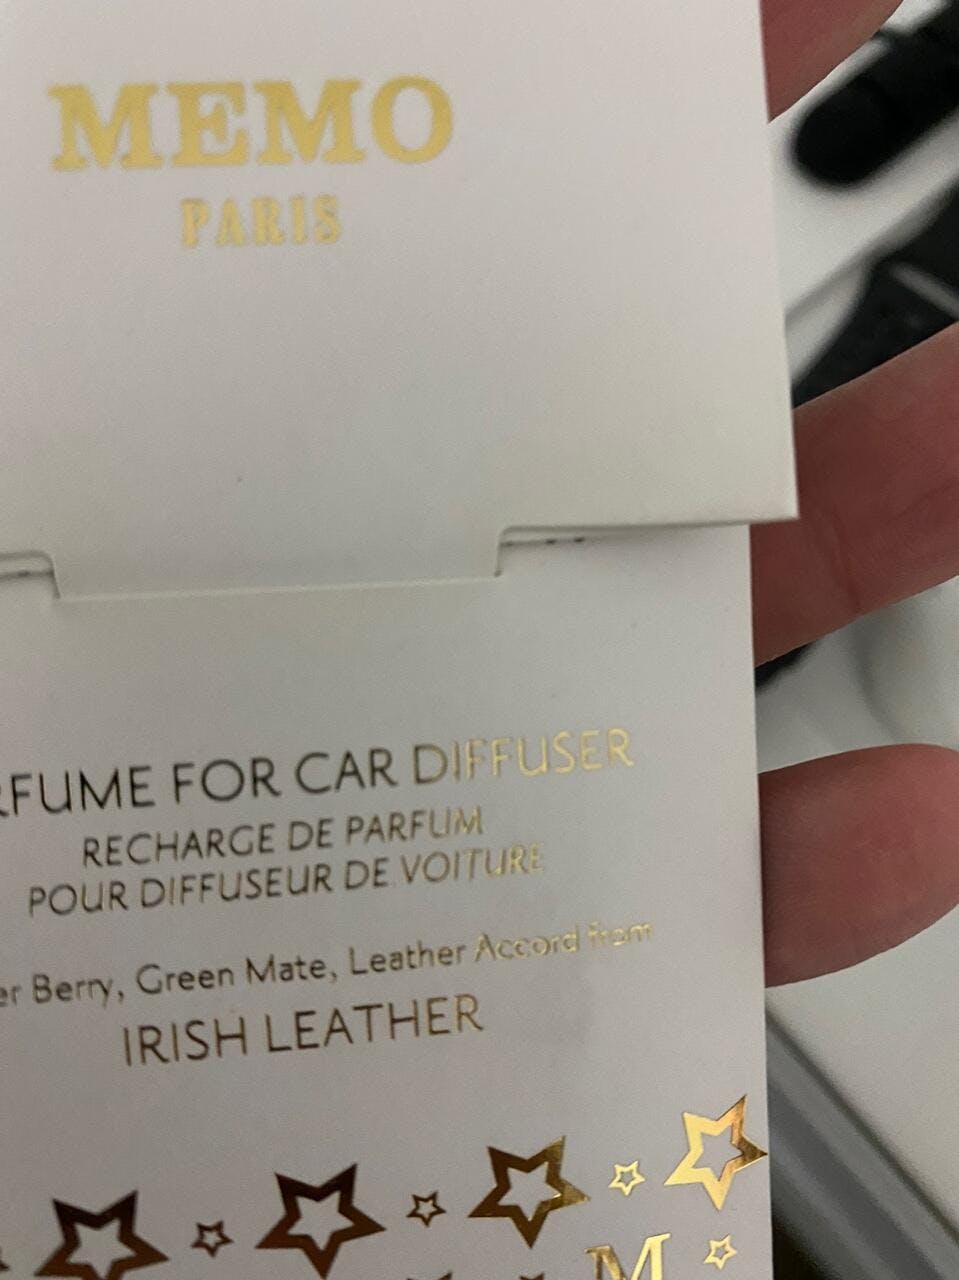 MEMO
PARIS
RFUME FOR CAR DIFFUSER
RECHARGE DE PARFUM
POUR DIFFUSEUR DE VOITURE
er Berry, Green Mate, Leather Accord from
IRISH LEATHER
M